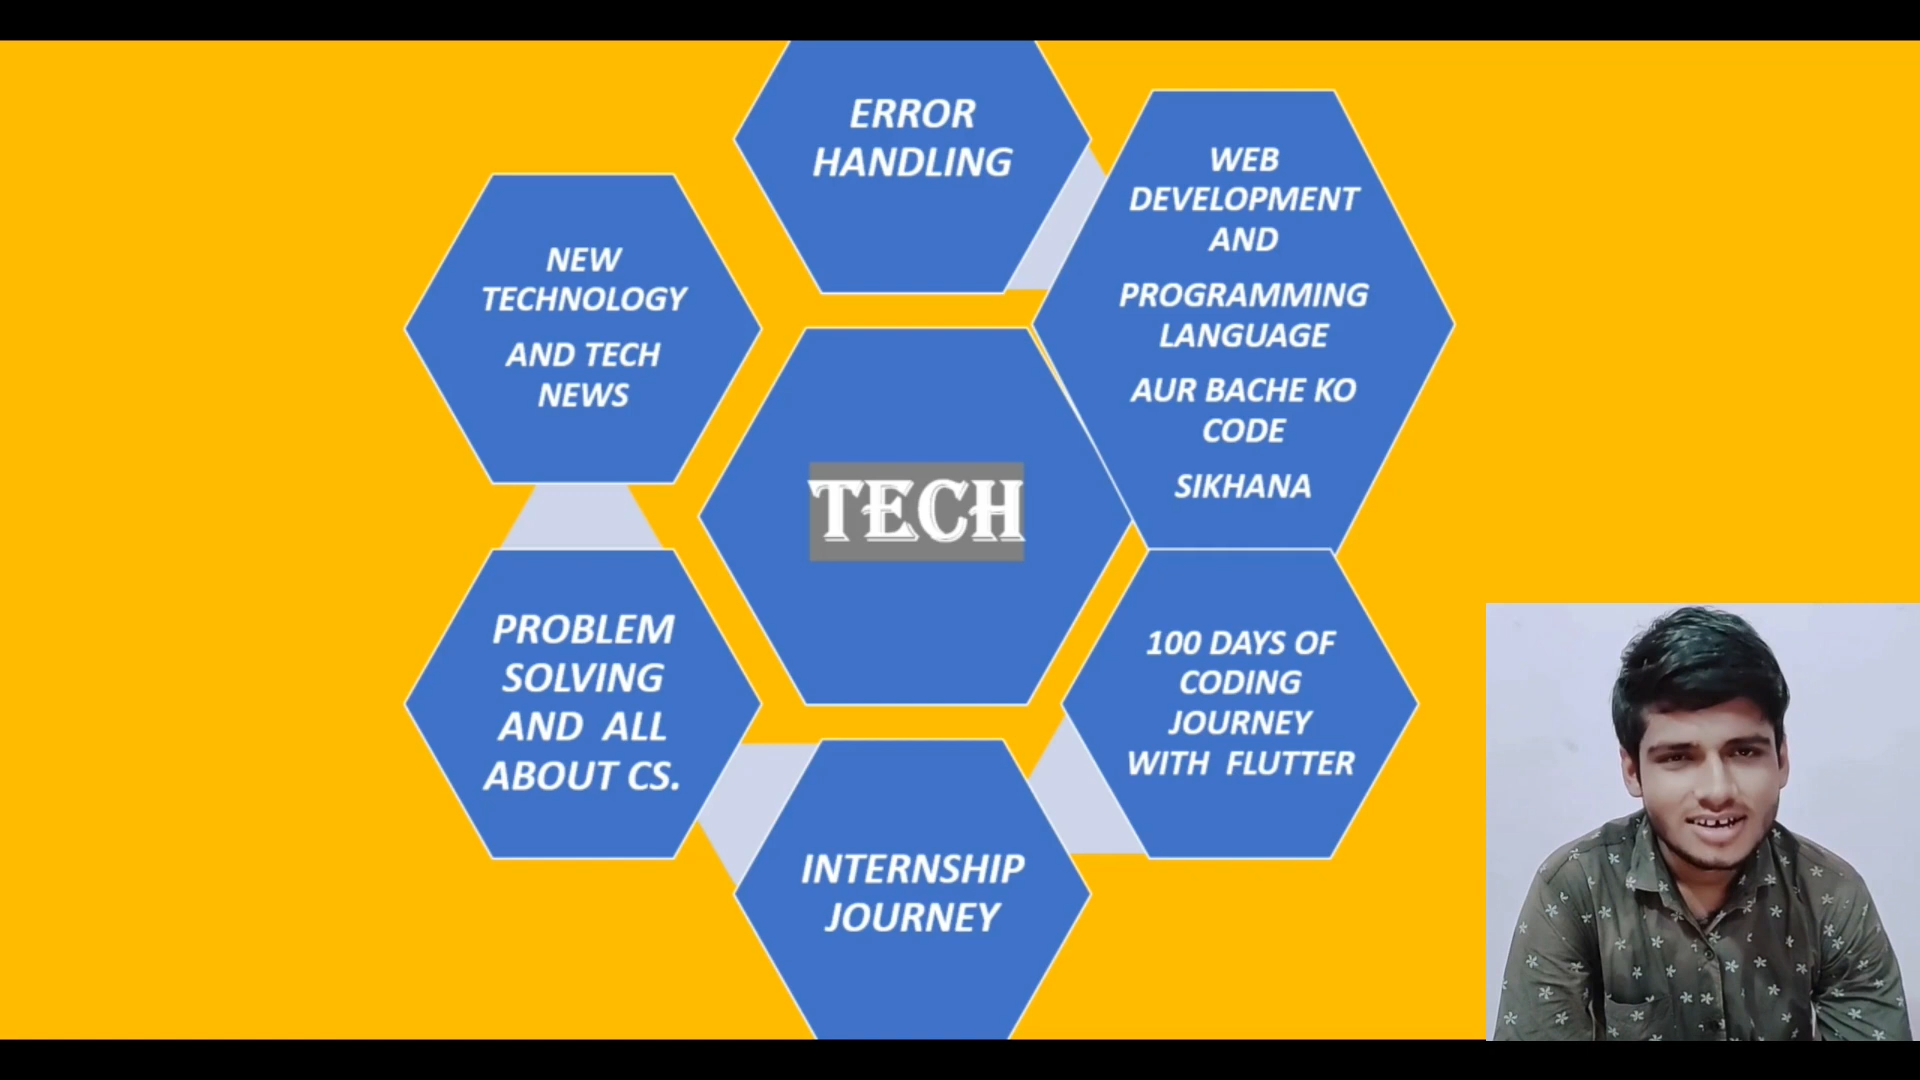 ERROR
HANDLING
WEB
DEVELOPMENT
AND
PROGRAMMING
LANGUAGE
AUR BACHE KO
CODE
SIKHANA
NEW
TECHNOLOGY
AND TECH
NEWS
TECH
PROBLEM
SOLVING
AND ALL
ABOUT CS.
100 DAYS OF
CODING
JOURNEY
WITH FLUTTER
INTERNSHIP
JOURNEY